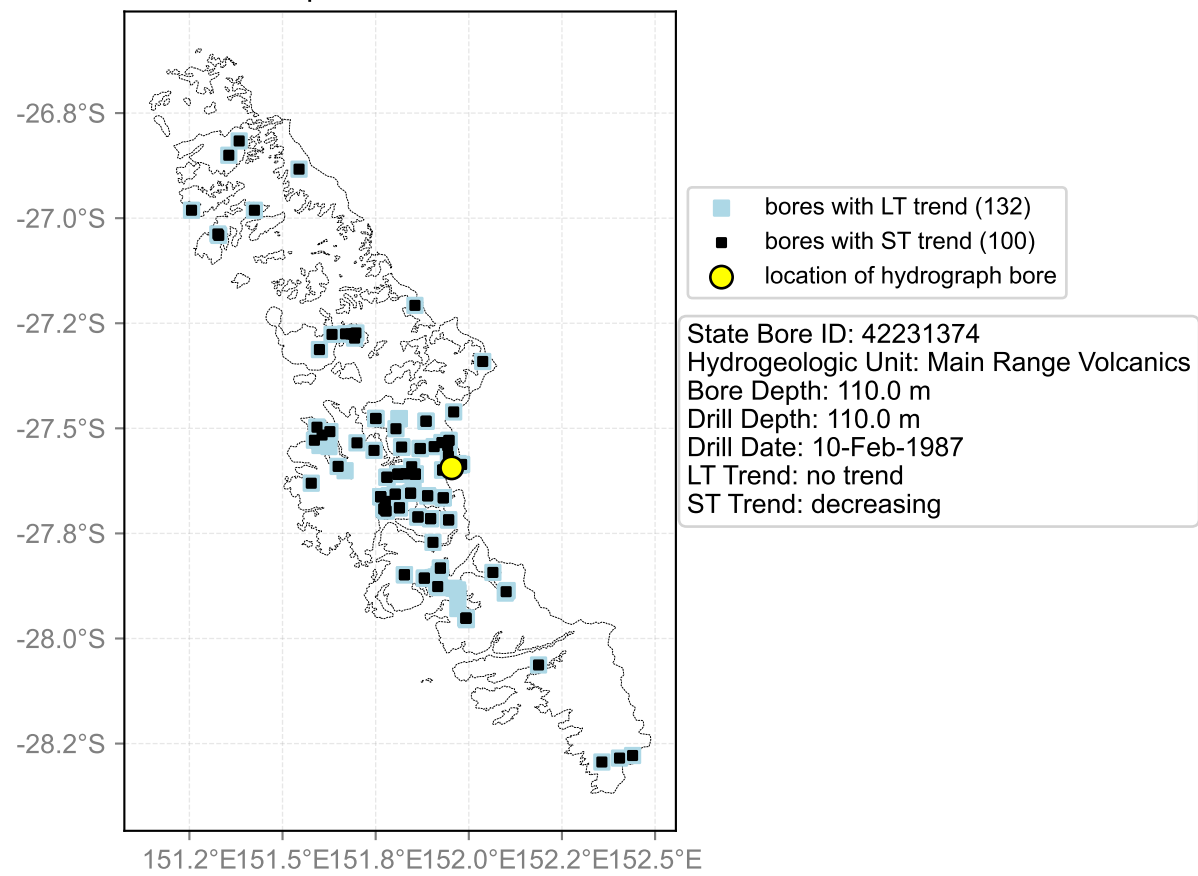 -26.8°S
-27.0°S
-27.2°S
-27.5°S
-27.8°S
-28.0°S
-28.2°S
151.2°E151.5°E151.8°E152.0°E152.2°E152.5°E
bores with LT trend (132)
bores with ST trend (100)
location of hydrograph bore
State Bore ID: 42231374
Hydrogeologic Unit: Main Range Volcanics
Bore Depth: 110.0 m
Drill Depth: 110.0 m
Drill Date: 10-Feb-1987
LT Trend: no trend
ST Trend: decreasing